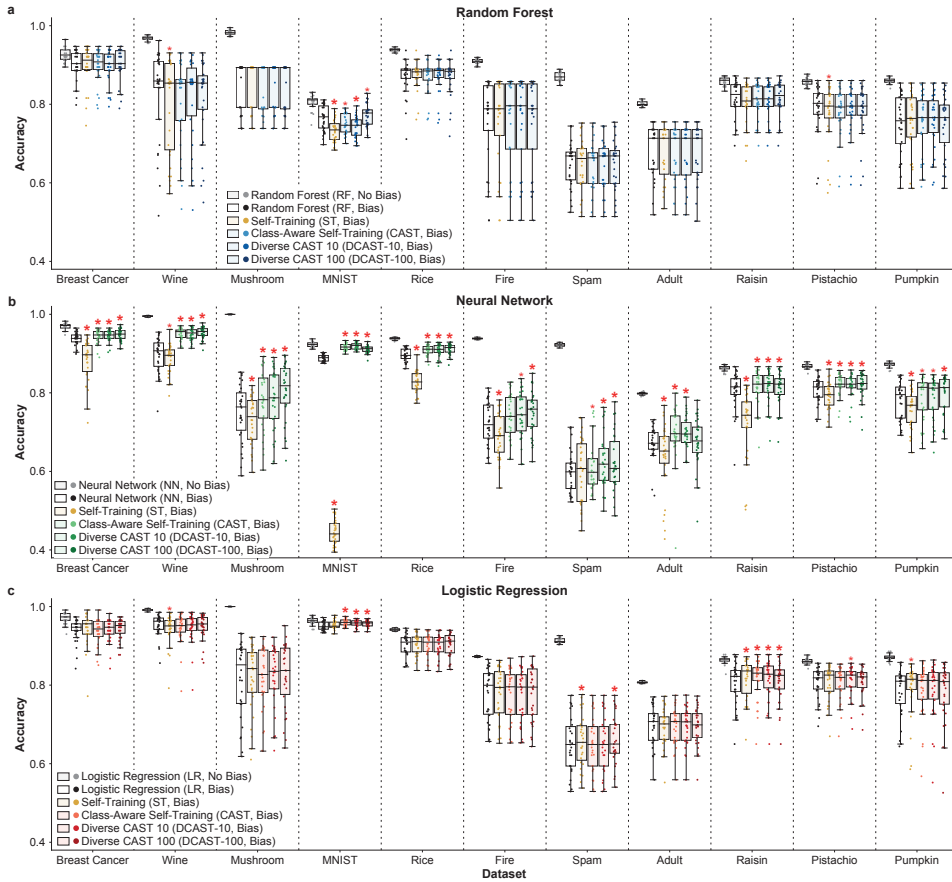 a
Random Forest
1.0
0.8
0.6
0.4
Accuracy
* * * * * * *
Random Forest (RF, No Bias)
Random Forest (RF, Bias)
Self-Training (ST, Bias)
Class-Aware Self-Training (CAST, Bias)
Diverse CAST 10 (DCAST-10, Bias)
Diverse CAST 100 (DCAST-100, Bias)
Breast Cancer Wine Mushroom MNIST Rice Fire Spam Adult Raisin Pistachio Pumpkin
b
Neural Network
1.0
0.8
0.6
0.4
Accuracy
Neural Network (NN, No Bias)
Neural Network (NN, Bias)
Self-Training (ST, Bias)
Class-Aware Self-Training (CAST, Bias)
Diverse CAST 10 (DCAST-10, Bias)
Diverse CAST 100 (DCAST-100, Bias)
Breast Cancer Wine Mushroom MNIST Rice Fire Spam Adult Raisin Pistachio Pumpkin
c
Logistic Regression
1.0
0.8
0.6
0.4
Accuracy
Logistic Regression (LR, No Bias)
Logistic Regression (LR, Bias)
Self-Training (ST, Bias)
Class-Aware Self-Training (CAST, Bias)
Diverse CAST 10 (DCAST-10, Bias)
Diverse CAST 100 (DCAST-100, Bias)
Breast Cancer Wine Mushroom MNIST Rice Fire Spam Adult Raisin Pistachio Pumpkin
Dataset